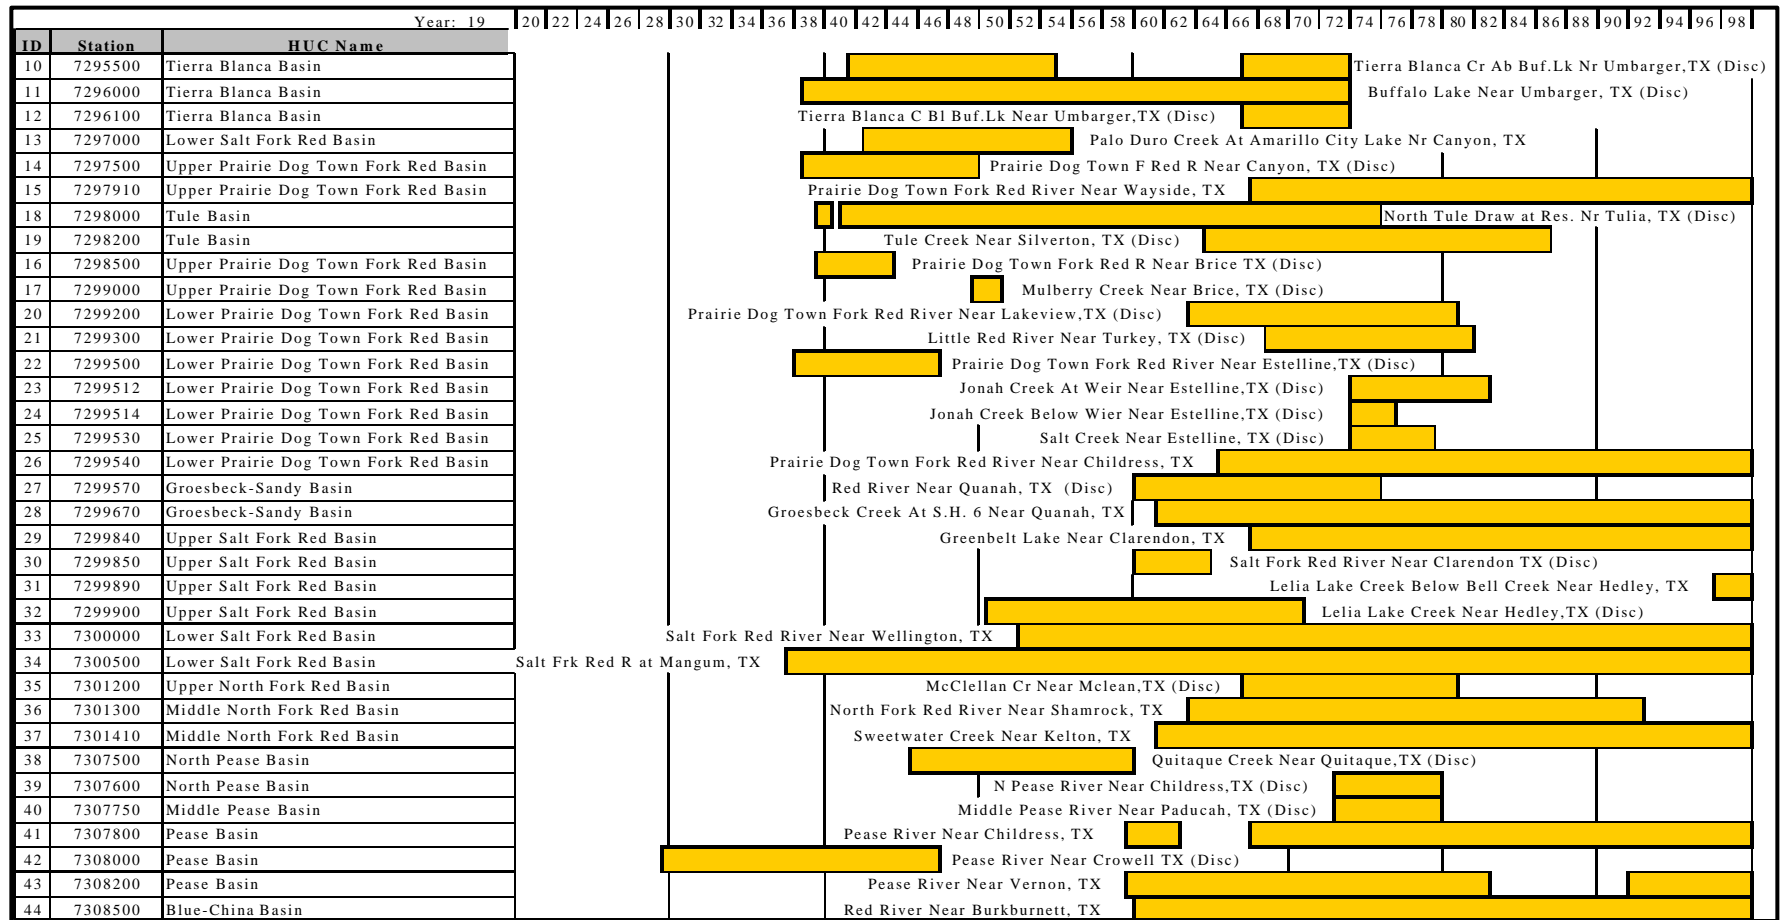 Year: 19 20 22 24 26 28 30 32 34 36 38 40 42 44 46 48 50 52 54 56 58 60 62 64 66 68 70 72 74 76 78 80 82 84 86 88 90 92 94 96 98
ID Station HUC Name
10 7295500 Tierra Blanca Basin Tierra Blanca Cr Ab Buf.Lk Nr Umbarger,TX (Disc)
11 7296000 Tierra Blanca Basin Buffalo Lake Near Umbarger, TX (Disc)
12 7296100 Tierra Blanca Basin Tierra Blanca C Bl Buf.Lk Near Umbarger,TX (Disc)
13 7297000 Lower Salt Fork Red Basin Palo Duro Creek At Amarillo City Lake Nr Canyon, TX
14 7297500 Upper Prairie Dog Town Fork Red Basin Prairie Dog Town F Red R Near Canyon, TX (Disc)
15 7297910 Upper Prairie Dog Town Fork Red Basin Prairie Dog Town Fork Red River Near Wayside, TX
18 7298000 Tule Basin North Tule Draw at Res. Nr Tulia, TX (Disc)
19 7298200 Tule Basin Tule Creek Near Silverton, TX (Disc)
16 7298500 Upper Prairie Dog Town Fork Red Basin Prairie Dog Town Fork Red R Near Brice TX (Disc)
17 7299000 Upper Prairie Dog Town Fork Red Basin Mulberry Creek Near Brice, TX (Disc)
20 7299200 Lower Prairie Dog Town Fork Red Basin Prairie Dog Town Fork Red River Near Lakeview,TX (Disc)
21 7299300 Lower Prairie Dog Town Fork Red Basin Little Red River Near Turkey, TX (Disc)
22 7299500 Lower Prairie Dog Town Fork Red Basin Prairie Dog Town Fork Red River Near Estelline,TX (Disc)
23 7299512 Lower Prairie Dog Town Fork Red Basin Jonah Creek At Weir Near Estelline,TX (Disc)
24 7299514 Lower Prairie Dog Town Fork Red Basin Jonah Creek Below Wier Near Estelline,TX (Disc)
25 7299530 Lower Prairie Dog Town Fork Red Basin Salt Creek Near Estelline, TX (Disc)
26 7299540 Lower Prairie Dog Town Fork Red Basin Prairie Dog Town Fork Red River Near Childress, TX
27 7299570 Groesbeck-Sandy Basin Red River Near Quanah, TX (Disc)
28 7299670 Groesbeck-Sandy Basin Groesbeck Creek At S.H. 6 Near Quanah, TX
29 7299840 Upper Salt Fork Red Basin Greenbelt Lake Near Clarendon, TX
30 7299850 Upper Salt Fork Red Basin Salt Fork Red River Near Clarendon TX (Disc)
31 7299890 Upper Salt Fork Red Basin Lelia Lake Creek Below Bell Creek Near Hedley, TX
32 7299900 Upper Salt Fork Red Basin Lelia Lake Creek Near Hedley,TX (Disc)
33 7300000 Lower Salt Fork Red Basin Salt Fork Red River Near Wellington, TX
34 7300500 Lower Salt Fork Red Basin Salt Frk Red R at Mangum, TX
35 7301200 Upper North Fork Red Basin McClellan Cr Near Mclean,TX (Disc)
36 7301300 Middle North Fork Red Basin North Fork Red River Near Shamrock, TX
37 7301410 Middle North Fork Red Basin Sweetwater Creek Near Kelton, TX
38 7307500 North Pease Basin Quitaque Creek Near Quitaque,TX (Disc)
39 7307600 North Pease Basin N Pease River Near Childress,TX (Disc)
40 7307750 Middle Pease Basin Middle Pease River Near Paducah, TX (Disc)
41 7307800 Pease Basin Pease River Near Childress, TX
42 7308000 Pease Basin Pease River Near Crowell TX (Disc)
43 7308200 Pease Basin Pease River Near Vernon, TX
44 7308500 Blue-China Basin Red River Near Burkburnett, TX